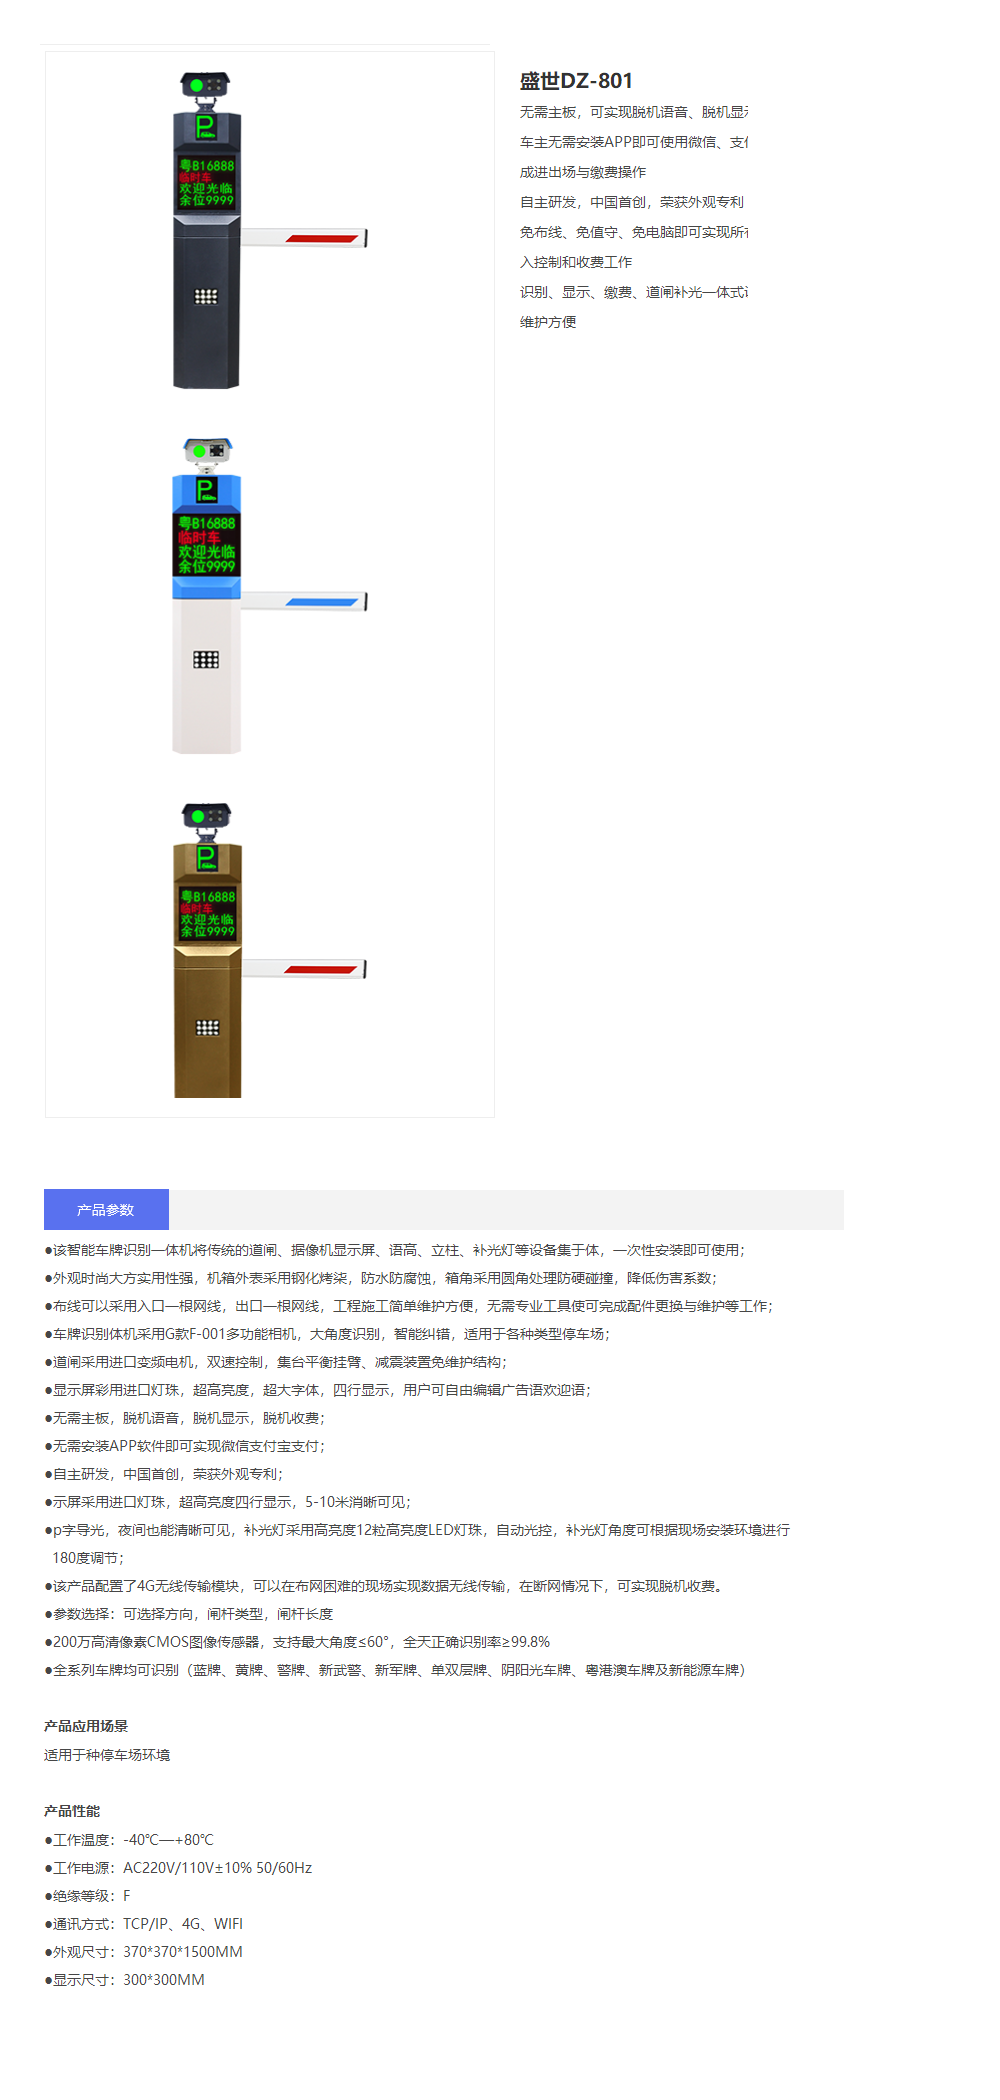 盛世DZ-801
无需主板，可实现脱机语音、脱机显
车主无需安装APP即可使用微信、支
成进出场与缴费操作
自主研发，中国首创，荣获外观专利
免布线、免值守、免电脑即可实现所
入控制和收费工作
识别、显示、缴费、道闸补光一体式
维护方便
P
粤B16888
临时车
欢迎光临
余位9999
P
粤B16888
临时车
欢迎光临
余位9999
P
粤B16888
临时车
欢迎光临
余位9999
产品参数
●该智能车牌识别一体机将传统的道闸、据像机显示屏、语高、立柱、补光灯等设备集于体，一次性安装即可使用；
●外观时尚大方实用性强，机箱外表采用钢化烤柒，防水防腐蚀，箱角采用圆角处理防硬碰撞，降低伤害系数；
●布线可以采用入口一根网线，出口一根网线，工程施工简单维护方便，无需专业工具使可完成配件更换与维护等工作；
●车牌识别体机采用G款F-001多功能相机，大角度识别，智能纠错，适用于各种类型停车场；
●道闸采用进口变频电机，双速控制，集台平衡挂臂、减震装置免维护结构；
●显示屏彩用进口灯珠，超高亮度，超大字体，四行显示，用户可自由编辑广告语欢迎语；
●无需主板，脱机语音，脱机显示，脱机收费；
●无需安装APP软件即可实现微信支付宝支付；
●自主研发，中国首创，荣获外观专利；
●示屏采用进口灯珠，超高亮度四行显示，5-10米消晰可见；
●p字导光，夜间也能清晰可见，补光灯采用高亮度12粒高亮度LED灯珠，自动光控，补光灯角度可根据现场安装环境进行
180度调节；
●该产品配置了4G无线传输模块，可以在布网困难的现场实现数据无线传输，在断网情况下，可实现脱机收费。
●参数选择：可选择方向，闸杆类型，闸杆长度
●200万高清像素CMOS图像传感器，支持最大角度≤60°，全天正确识别率≥99.8%
●全系列车牌均可识别（蓝牌、黄牌、警牌、新武警、新军牌、单双层牌、阴阳光车牌、粤港澳车牌及新能源车牌）
产品应用场景
适用于种停车场环境
产品性能
●工作温度：-40℃—+80℃
●工作电源：AC220V/110V±10% 50/60Hz
●绝缘等级：F
●通讯方式：TCP/IP、4G、WIFI
●外观尺寸：370*370*1500MM
●显示尺寸：300*300MM